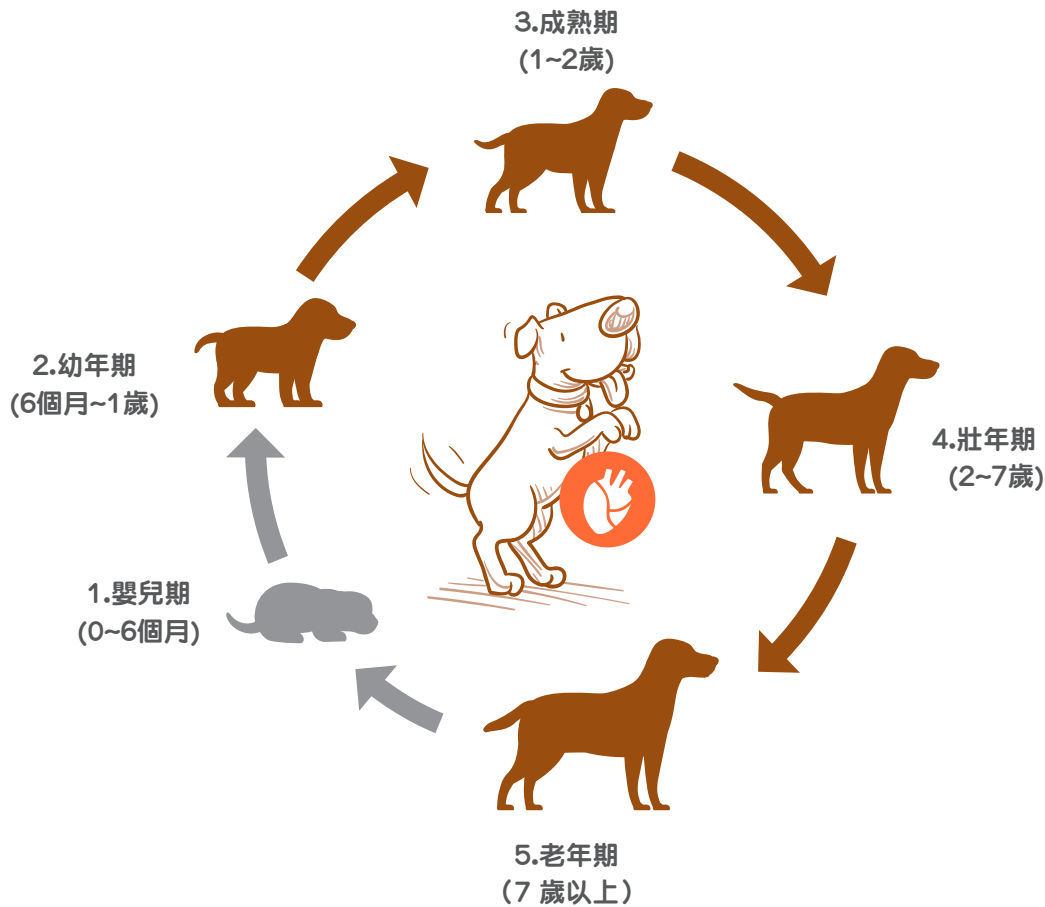 1.嬰兒期
(0~6個月)
2.幼年期
(6個月~1歲)
3.成熟期
(1~2歲)
4.壯年期
(2~7歲)
5.老年期
（7 歲以上）